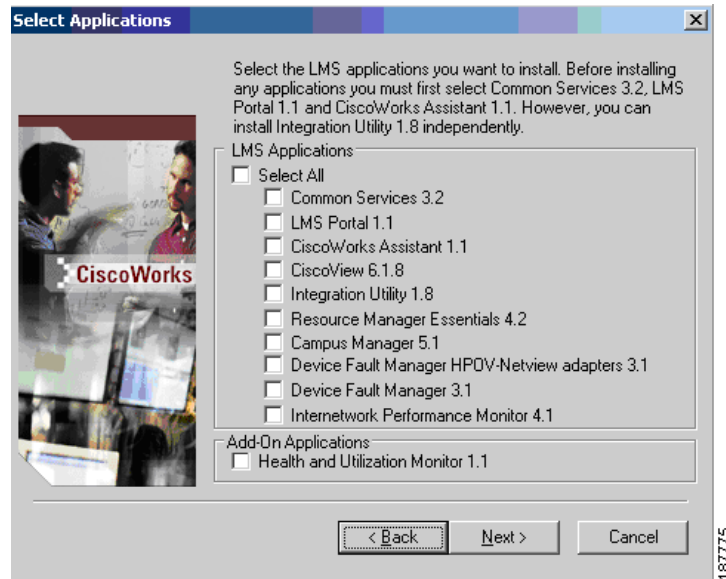 Select Applications
Select the LMS applications you want to install. Before installing
any applications you must first select Common Services 3.2, LMS
Portal 1.1 and CiscoWorks Assistant 1.1. However, you can
install Integration Utility 1.8 independently.
LMS Applications
Select All
Common Services 3.2
LMS Portal 1.1
CiscoWorks Assistant 1.1
CiscoView 6.1.8
Integration Utility 1.8
Resource Manager Essentials 4.2
Campus Manager 5.1
Device Fault Manager HPOV-Netview adapters 3.1
Device Fault Manager 3.1
Internetwork Performance Monitor 4.1
Add-On Applications
Health and Utilization Monitor 1.1
CiscoWorks
< Back
Next >
Cancel
187775